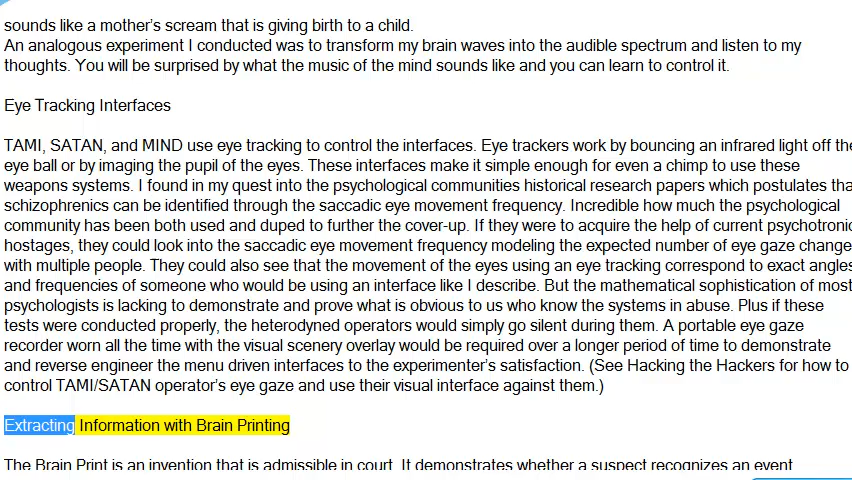 sounds like a mother's scream that is giving birth to a child.
An analogous experiment I conducted was to transform my brain waves into the audible spectrum and listen to my
thoughts. You will be surprised by what the music of the mind sounds like and you can learn to control it.
Eye Tracking Interfaces
TAMI, SATAN, and MIND use eye tracking to control the interfaces. Eye trackers work by bouncing an infrared light off the
eye ball or by imaging the pupil of the eyes. These interfaces make it simple enough for even a chimp to use these
weapons systems. I found in my quest into the psychological communities historical research papers which postulates tha
schizophrenics can be identified through the saccadic eye movement frequency. Incredible how much the psychological
community has been both used and duped to further the cover-up. If they were to acquire the help of current psychotronic
hostages, they could look into the saccadic eye movement frequency modeling the expected number of eye gaze change
with multiple people. They could also see that the movement of the eyes using an eye tracking correspond to exact angles
and frequencies of someone who would be using an interface like I describe. But the mathematical sophistication of most
psychologists is lacking to demonstrate and prove what is obvious to us who know the systems in abuse. Plus if these
tests were conducted properly, the heterodyned operators would simply go silent during them. A portable eye gaze
recorder worn all the time with the visual scenery overlay would be required over a longer period of time to demonstrate
and reverse engineer the menu driven interfaces to the experimenter's satisfaction. (See Hacking the Hackers for how to
control TAMI/SATAN operator's eye gaze and use their visual interface against them.)
Extracting Information with Brain Printing
The Brain Print is an invention that is admissible in court. It demonstrates whether a suspect recognizes an event